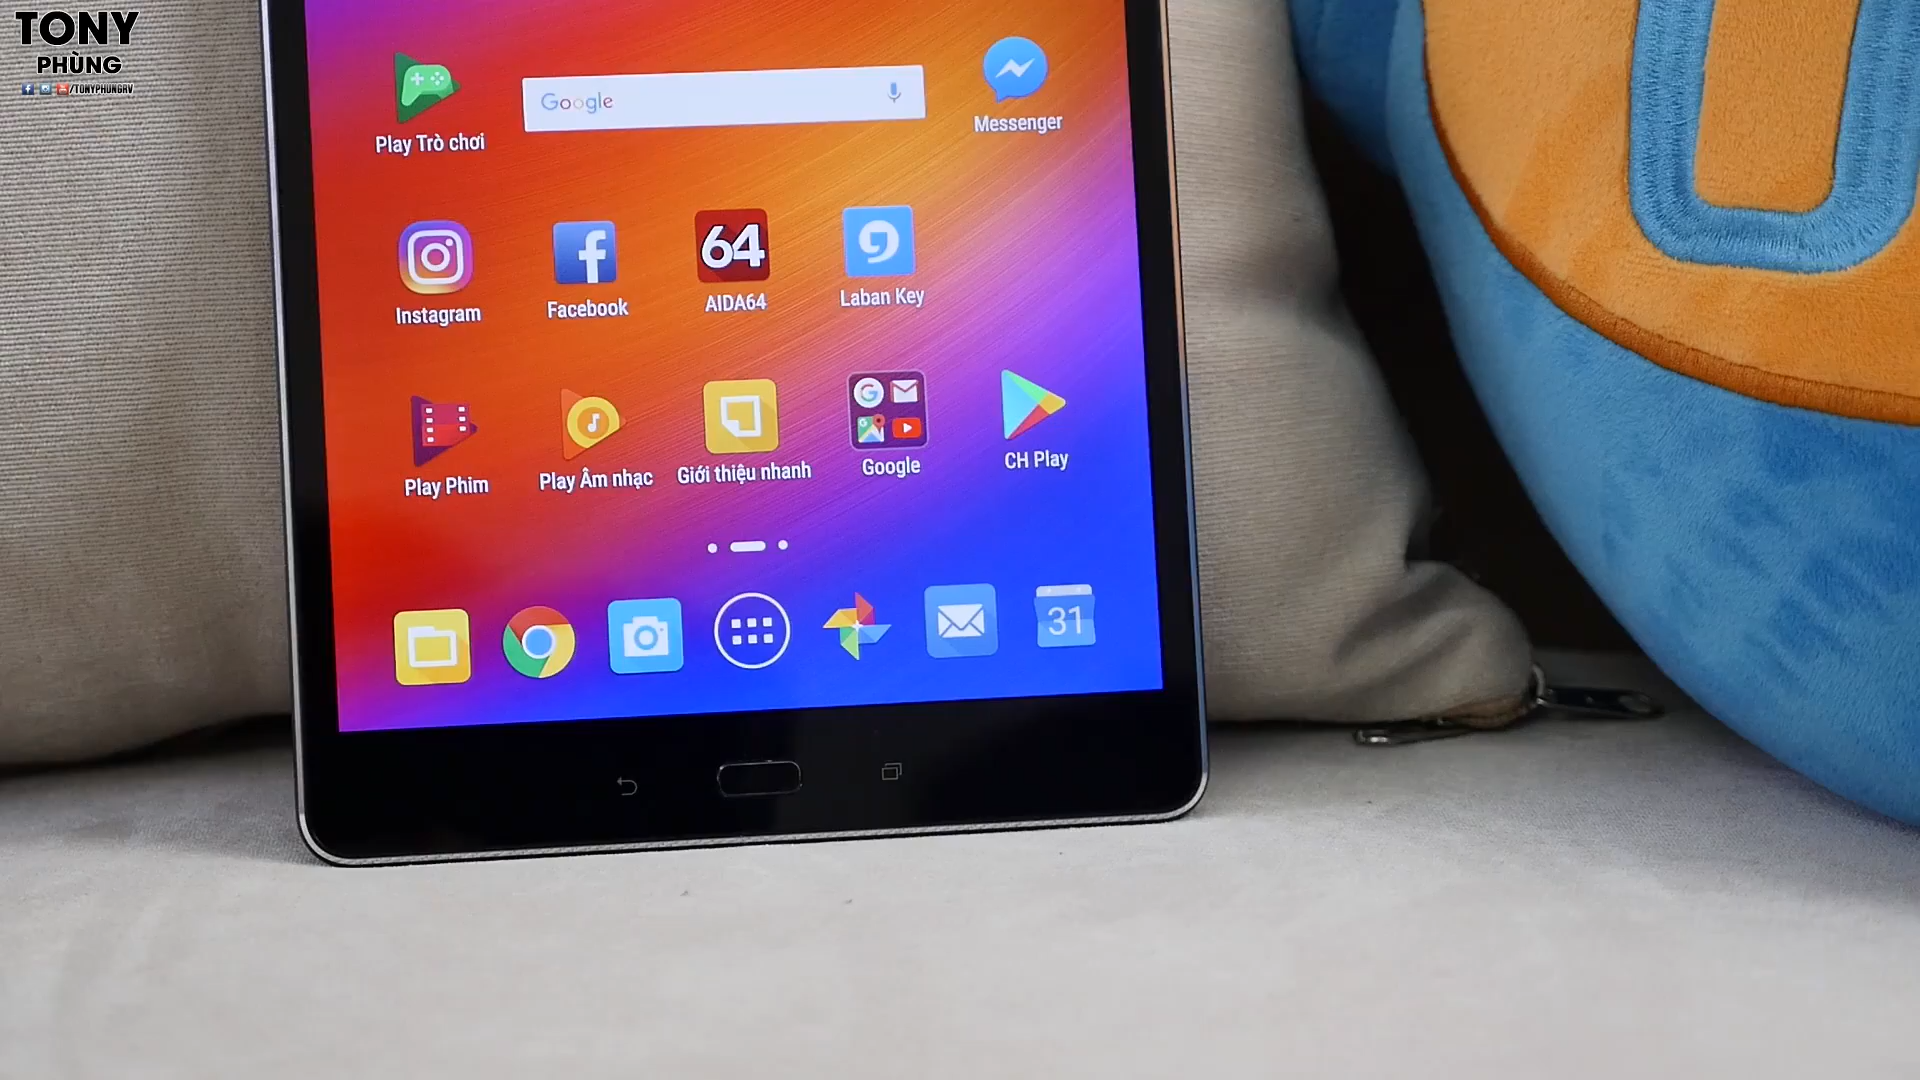 TONY
PHÙNG
/TONYPHUNGRV
Play Trò chơi
Google
Messenger
Instagram
Facebook
64
AIDA64
Laban Key
Play Phim
Play Âm nhạc
Giới thiệu nhanh
Google
CH Play
31